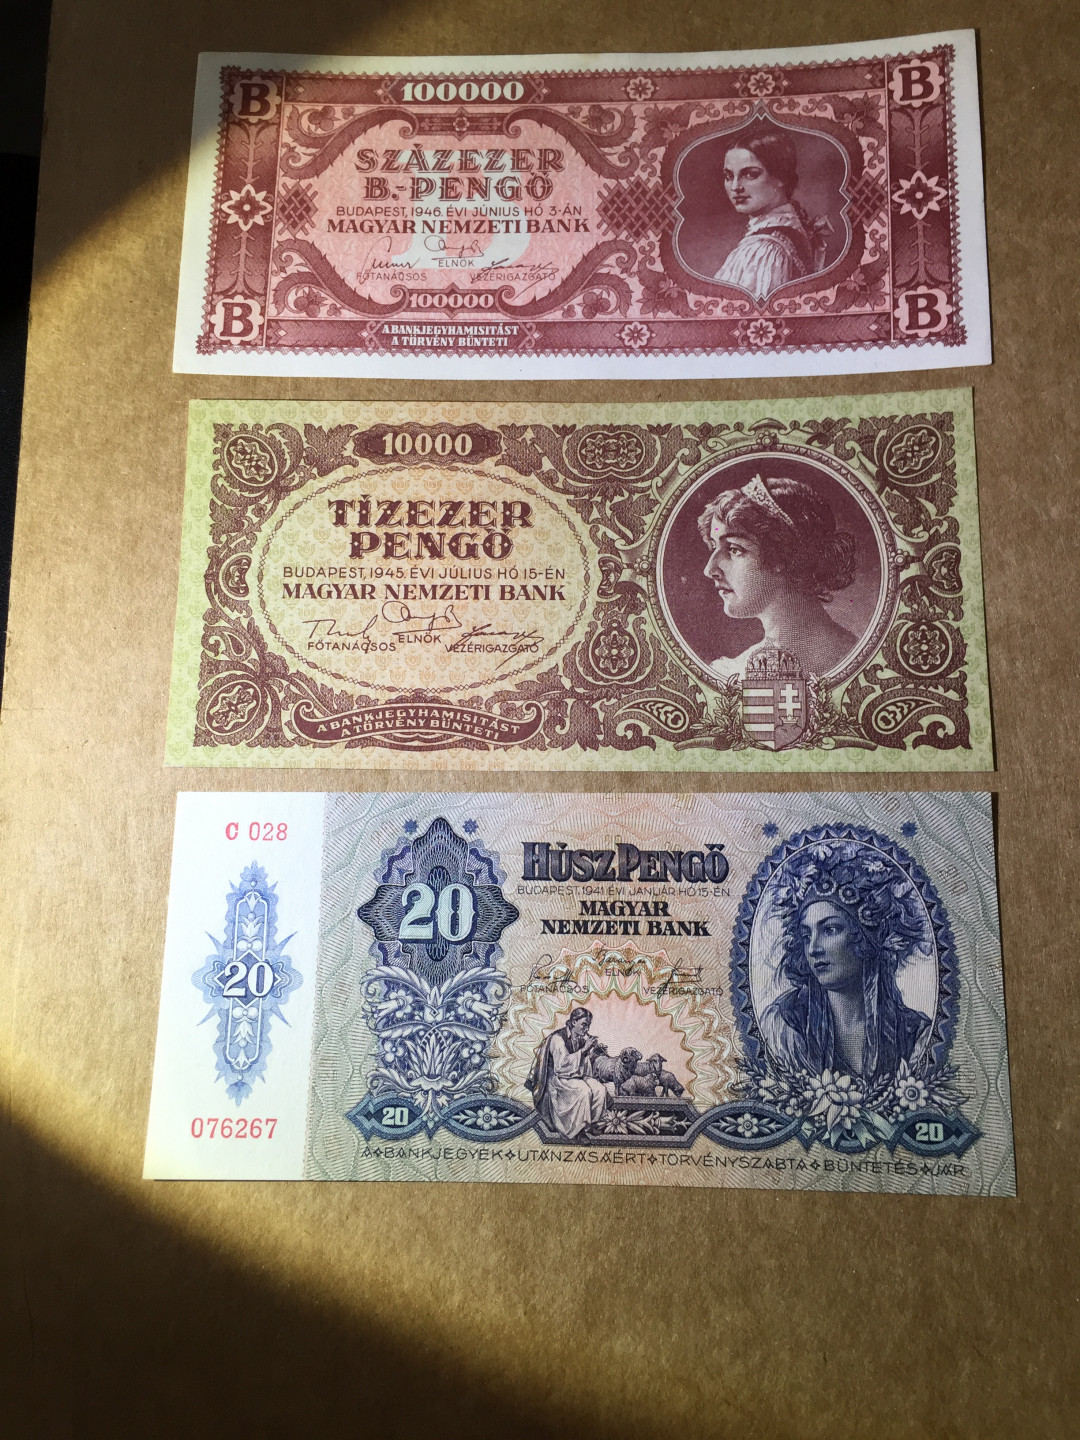 B
100000
B
SZÁZEZER
B.-PENGŐ
BUDAPEST, 1946. ÉVI JÚNIUS HÓ 3-ÁN
MAGYAR NEMZETI BANK
ELNÖK
FŐTANÁCSOS
VEZÉRIGAZGATÓ
B
100000
B
A BANKJEGYHAMISITÁST
A TÖRVÉNY BÜNTETI
10000
TÍZEZER
PENGŐ
BUDAPEST, 1945. ÉVI JÚLIUS HÓ 15-ÉN
MAGYAR NEMZETI BANK
ELNÖK
FŐTANÁCSOS
VEZÉRIGAZGATÓ
A BANKJEGYHAMISITÁST
A TÖRVÉNY BÜNTETI
C 028
20
20
076267
HÚSZ PENGŐ
BUDAPEST, 1941 ÉVI JANUÁR HÓ 15-ÉN
MAGYAR
NEMZETI BANK
ELNÖK
FŐTANÁCSOS
VEZÉRIGAZGATÓ
20
20
A BANKJEGYEK UTÁNZÁSÁÉRT TÖRVÉNYSZABTA BÜNTETÉS JÁR